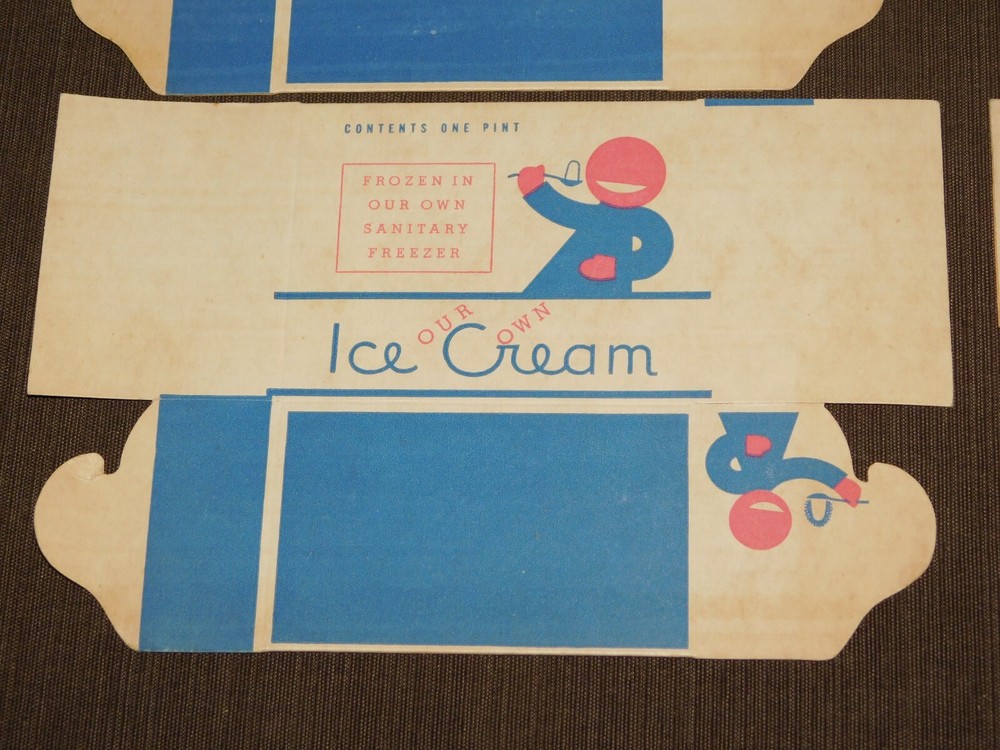 CONTENTS ONE PINT
FROZEN IN
OUR OWN
SANITARY
FREEZER
OUR OWN
Ice Cream